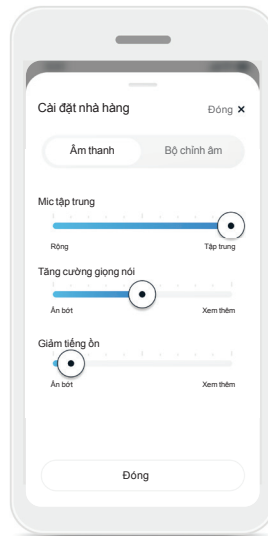 Cài đặt nhà hàng Đóng ×
Âm thanh Bộ chỉnh âm
Mic tập trung
Rộng Tập trung
Tăng cường giọng nói
Ẩn bớt Xem thêm
Giảm tiếng ồn
Ẩn bớt Xem thêm
Đóng